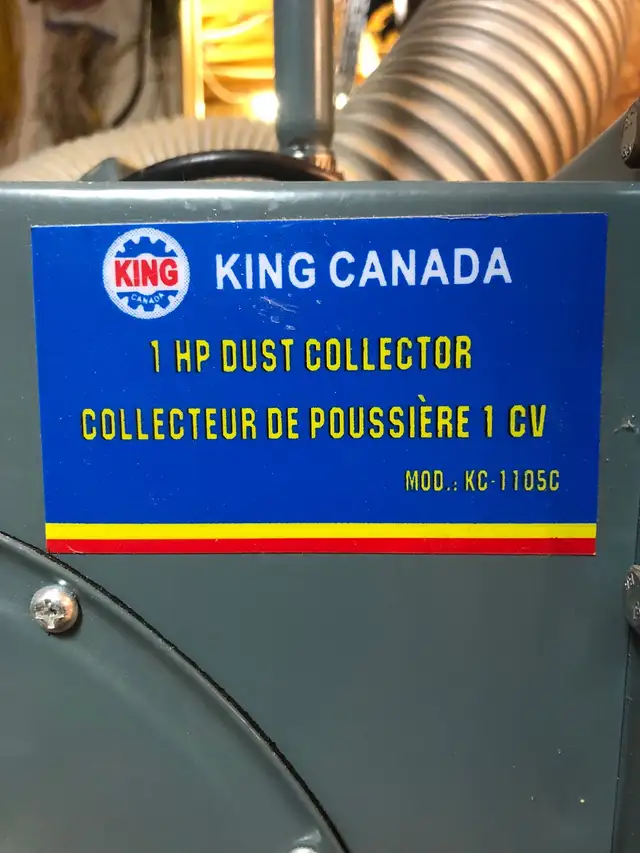 KING
CANADA
KING CANADA
1 HP DUST COLLECTOR
COLLECTEUR DE POUSSIÈRE 1 CV
MOD.: KC-1105C